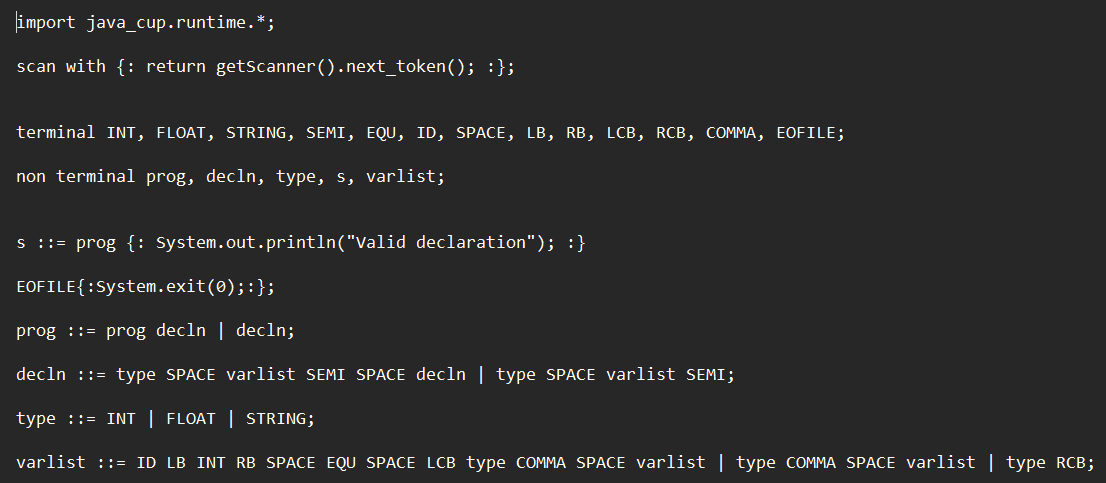 import java_cup.runtime.*;
scan with {: return getScanner().next_token(); :};
terminal INT, FLOAT, STRING, SEMI, EQU, ID, SPACE, LB, RB, LCB, RCB, COMMA, EOFILE;
non terminal prog, decln, type, s, varlist;
s ::= prog {: System.out.println("Valid declaration"); :}
EOFILE{:System.exit(0);:};
prog ::= prog decln | decln;
decln ::= type SPACE varlist SEMI SPACE decln | type SPACE varlist SEMI;
type ::= INT | FLOAT | STRING;
varlist ::= ID LB INT RB SPACE EQU SPACE LCB type COMMA SPACE varlist | type COMMA SPACE varlist | type RCB;